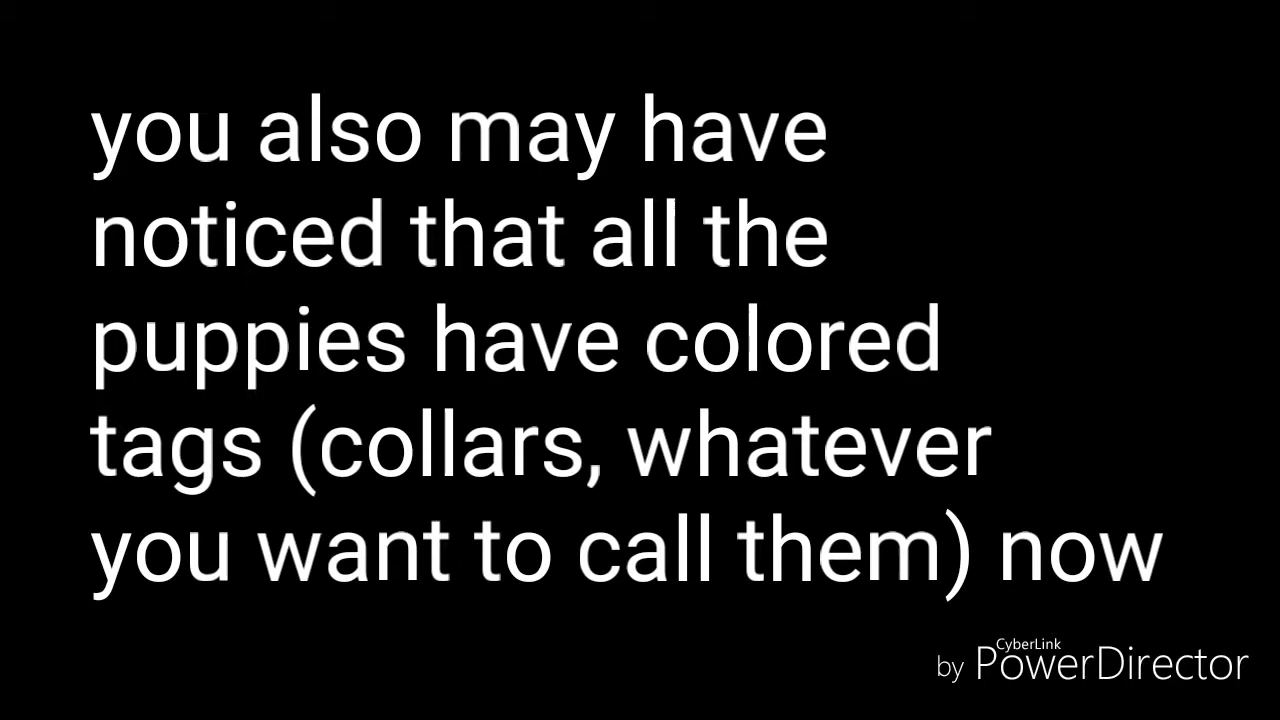 you also may have
noticed that all the
puppies have colored
tags (collars, whatever
you want to call them) now
CyberLink
by PowerDirector